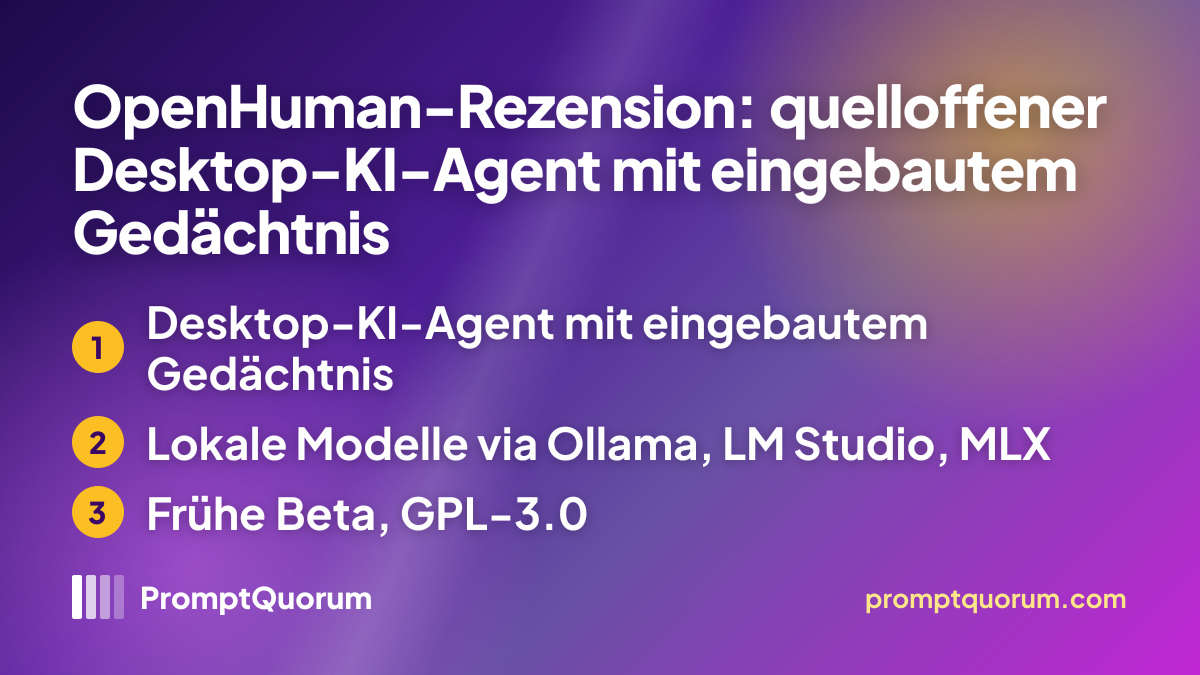 OpenHuman-Rezension: quelloffener
Desktop-KI-Agent mit eingebautem
Gedächtnis
1 Desktop-KI-Agent mit eingebautem
Gedächtnis
2 Lokale Modelle via Ollama, LM Studio, MLX
3 Frühe Beta, GPL-3.0
PromptQuorum
promptquorum.com